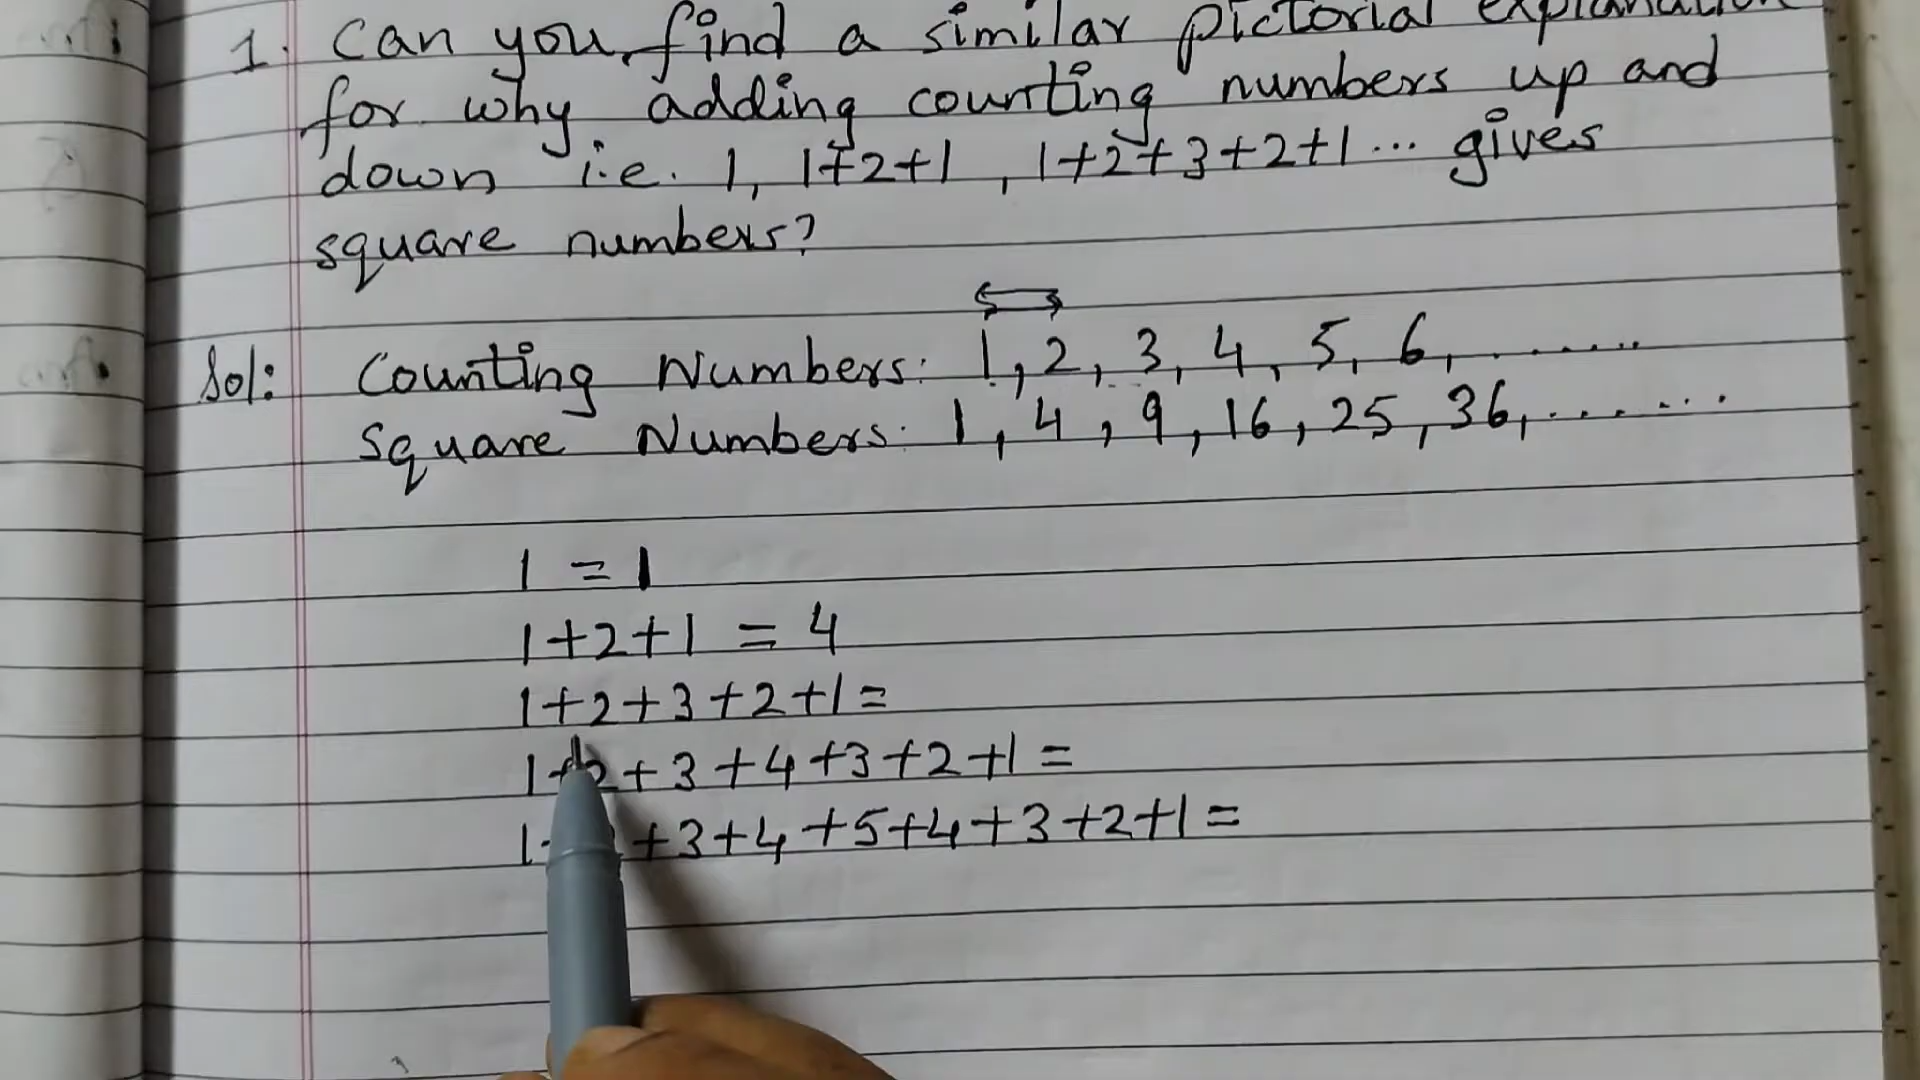 1. Can you find a similar pictorial explanation
for why adding counting numbers up and
down i.e. 1, 1+2+1, 1+2+3+2+1... gives
square numbers?
Sol: Counting Numbers: 1, 2, 3, 4, 5, 6, .......
Square Numbers: 1, 4, 9, 16, 25, 36, .......
1 = 1
1+2+1 = 4
1+2+3+2+1=
1+2+3+4+3+2+1=
1+2+3+4+5+4+3+2+1=